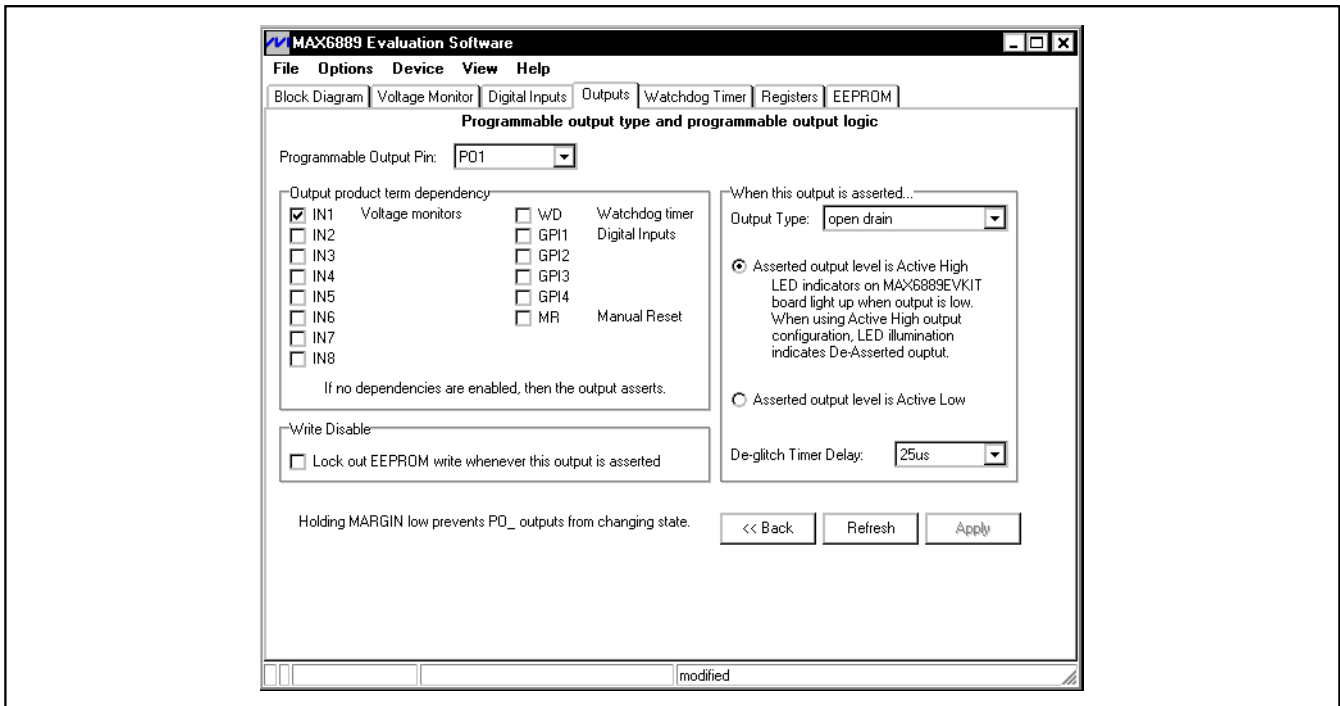 MAX6889 Evaluation Software
File Options Device View Help
Block Diagram Voltage Monitor Digital Inputs Outputs Watchdog Timer Registers EEPROM
Programmable output type and programmable output logic
Programmable Output Pin: PO1
Output product term dependency
IN1 Voltage monitors
IN2
IN3
IN4
IN5
IN6
IN7
IN8
WD Watchdog timer
GPI1 Digital Inputs
GPI2
GPI3
GPI4
MR Manual Reset
If no dependencies are enabled, then the output asserts.
Write Disable
Lock out EEPROM write whenever this output is asserted
When this output is asserted...
Output Type: open drain
Asserted output level is Active High
LED indicators on MAX6889EVKIT
board light up when output is low.
When using Active High output
configuration, LED illumination
indicates De-Asserted ouptut.
Asserted output level is Active Low
De-glitch Timer Delay: 25us
Holding MARGIN low prevents PO_ outputs from changing state.
<< Back Refresh Apply
modified